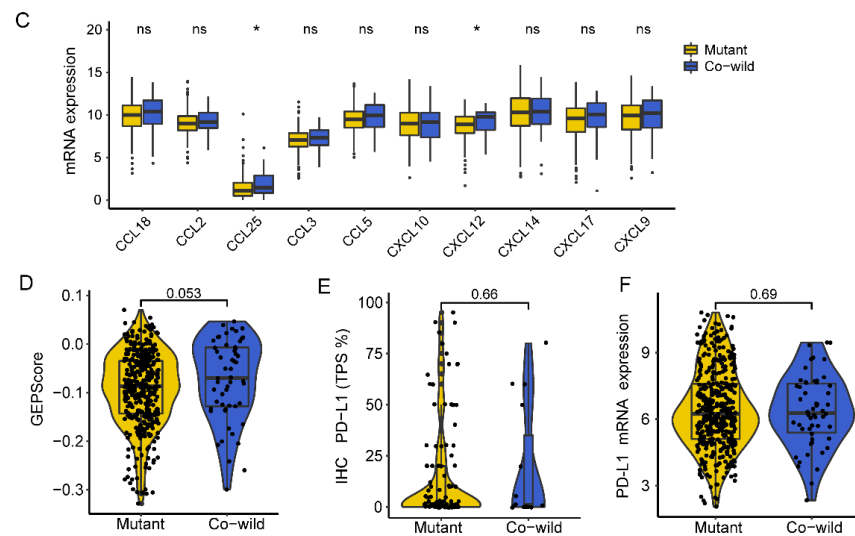 C
mRNA expression
20
15
10
5
0
ns ns * ns ns ns * ns ns ns
Mutant
Co−wild
CCL18 CCL2 CCL25 CCL3 CCL5 CXCL10 CXCL12 CXCL14 CXCL17 CXCL9
D
GEPScore
0.1
0.0
−0.1
−0.2
−0.3
0.053
Mutant Co−wild
E
IHC PD−L1 (TPS %)
100
75
50
25
0
0.66
Mutant Co−wild
F
PD-L1 mRNA expression
9
6
3
0.69
Mutant Co−wild